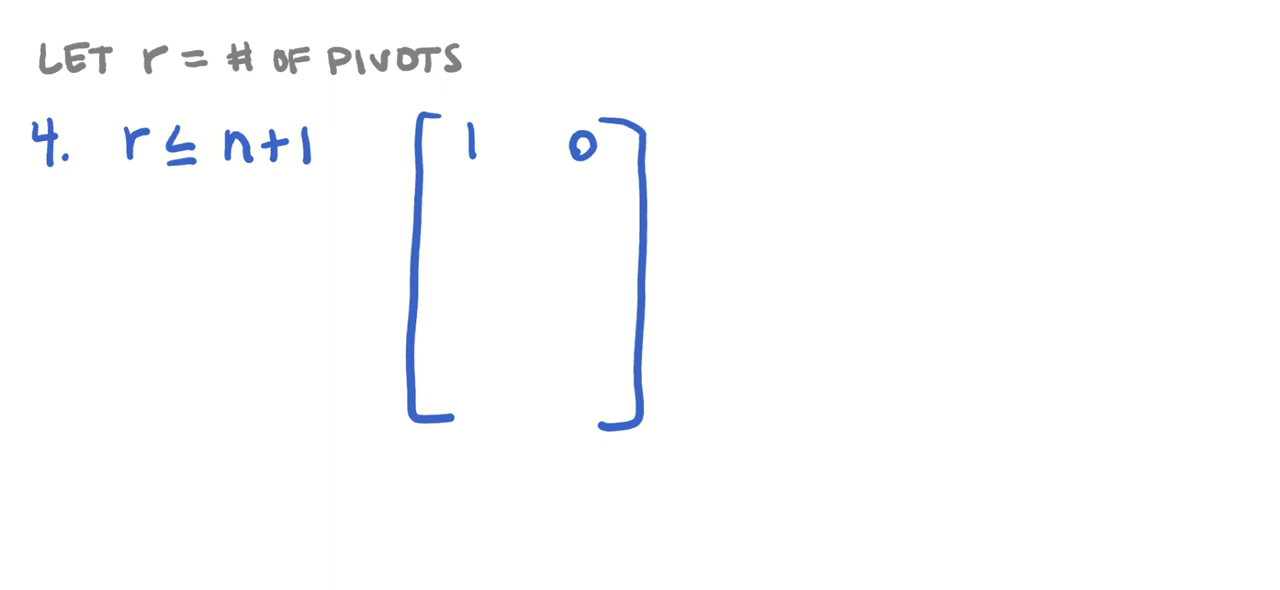 LET r = # OF PIVOTS
4. r ≤ n+1 [ 1 0 ]